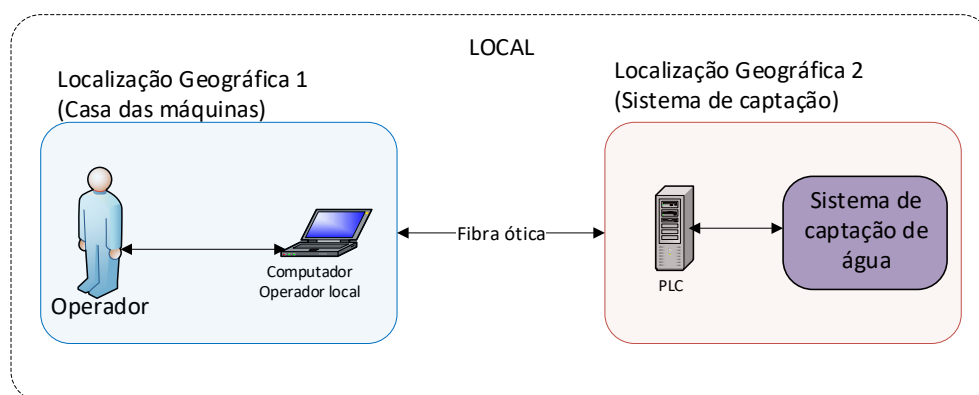 LOCAL
Localização Geográfica 1
(Casa das máquinas)
Operador
Computador
Operador local
Fibra ótica
Localização Geográfica 2
(Sistema de captação)
PLC
Sistema de
captação de
água